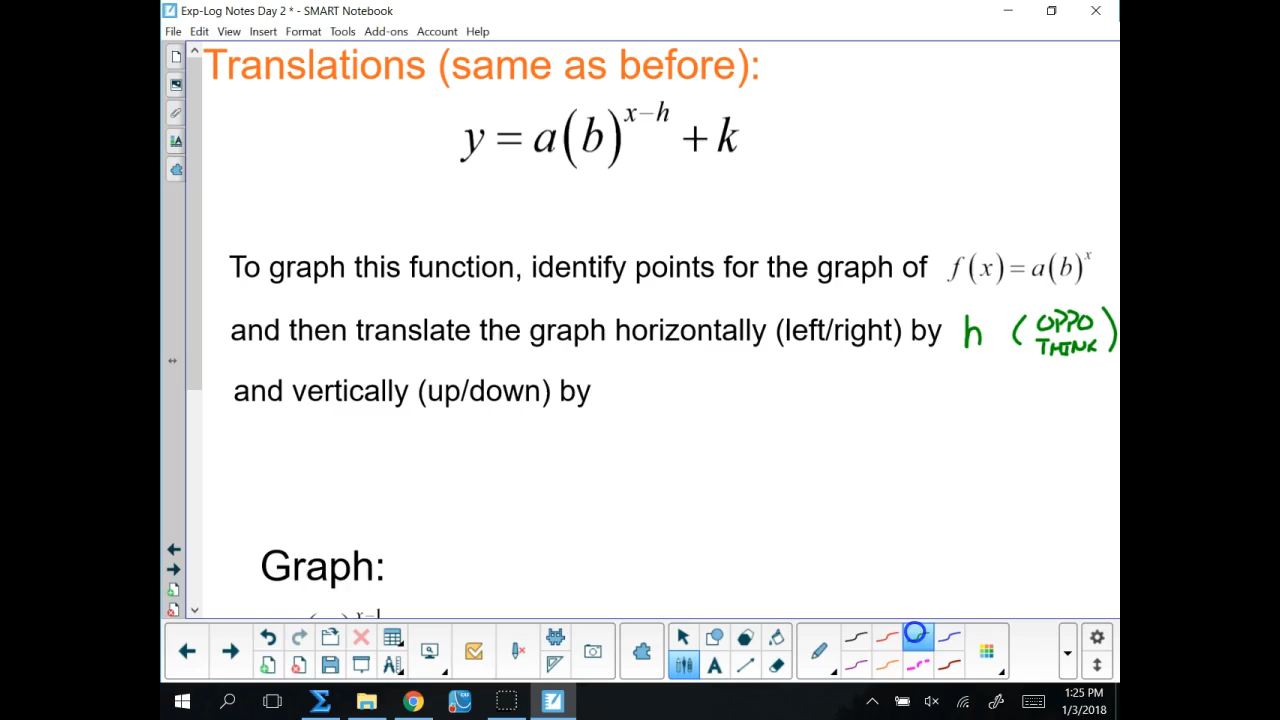 Exp-Log Notes Day 2 * - SMART Notebook
File Edit View Insert Format Tools Add-ons Account Help
Translations (same as before):
y = a(b)^{x-h} + k
To graph this function, identify points for the graph of f(x) = a(b)^x
and then translate the graph horizontally (left/right) by h (OPPO
THINK)
and vertically (up/down) by
Graph:
1:25 PM
1/3/2018